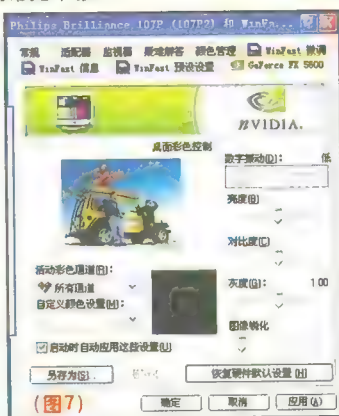 Philips Brilliance 107P (107P2) 和 WinFa...
常规 适配器 监视器 疑难解答 颜色管理 WinFast 微调
WinFast 信息 WinFast 预设设置 GeForce FX 5600
nVIDIA.
桌面彩色控制
数字振动(D)： 低
亮度(B)
对比度(C)
活动彩色通道(H)：
所有通道
灰度(G)： 1.00
自定义颜色设置(M)：
图像锐化
启动时自动应用这些设置(U)
另存为(S)... 恢复硬件默认设置(H)
(图7) 确定 取消 应用(A)